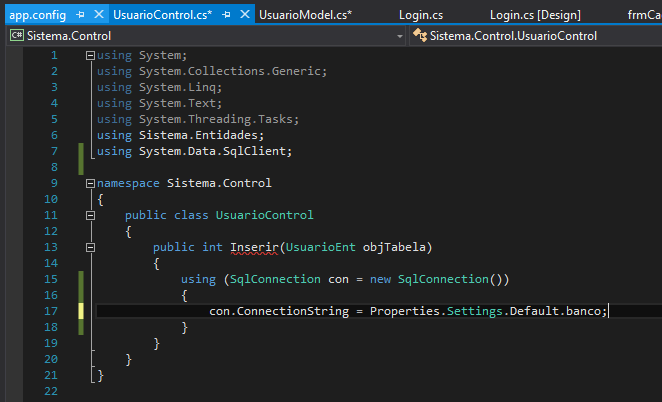 app.config UsuarioControl.cs* UsuarioModel.cs* Login.cs Login.cs [Design] frmCa
C# Sistema.Control Sistema.Control.UsuarioControl
1 using System;
2 using System.Collections.Generic;
3 using System.Linq;
4 using System.Text;
5 using System.Threading.Tasks;
6 using Sistema.Entidades;
7 using System.Data.SqlClient;
8
9 namespace Sistema.Control
10 {
11 public class UsuarioControl
12 {
13 public int Inserir(UsuarioEnt objTabela)
14 {
15 using (SqlConnection con = new SqlConnection())
16 {
17 con.ConnectionString = Properties.Settings.Default.banco;
18 }
19 }
20 }
21 }
22